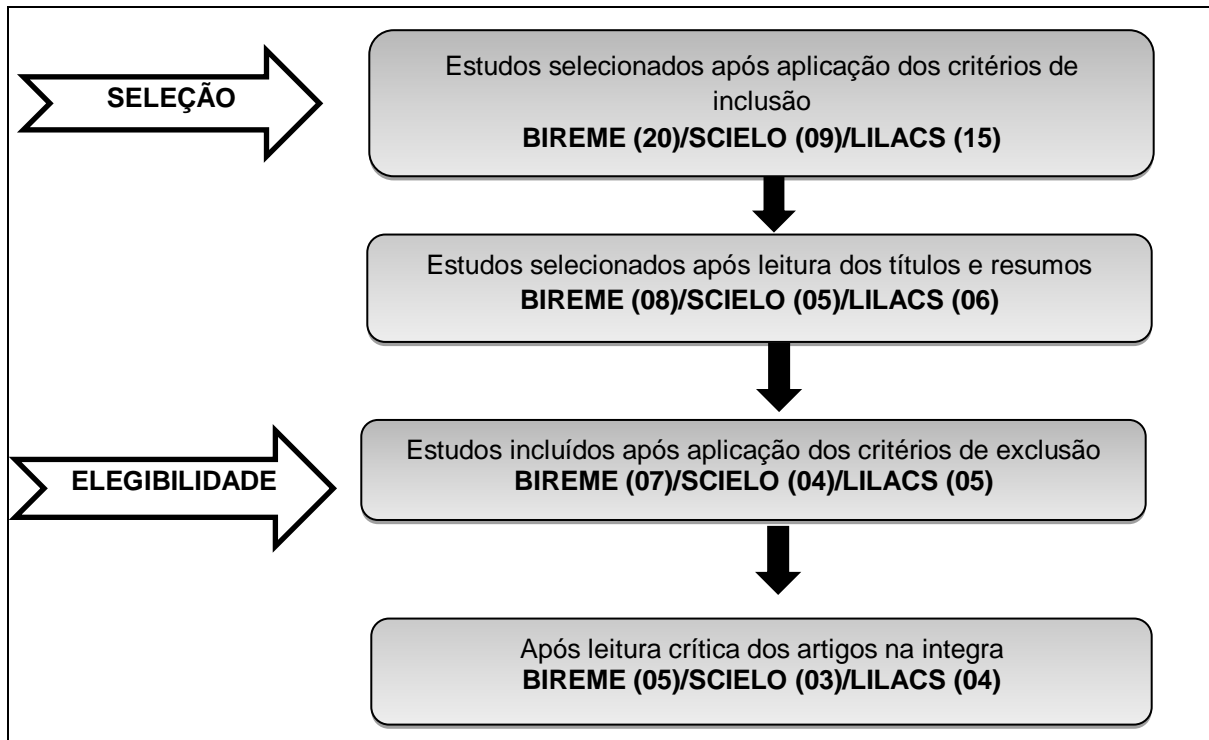 SELEÇÃO
Estudos selecionados após aplicação dos critérios de
inclusão
BIREME (20)/SCIELO (09)/LILACS (15)
Estudos selecionados após leitura dos títulos e resumos
BIREME (08)/SCIELO (05)/LILACS (06)
ELEGIBILIDADE
Estudos incluídos após aplicação dos critérios de exclusão
BIREME (07)/SCIELO (04)/LILACS (05)
Após leitura crítica dos artigos na integra
BIREME (05)/SCIELO (03)/LILACS (04)